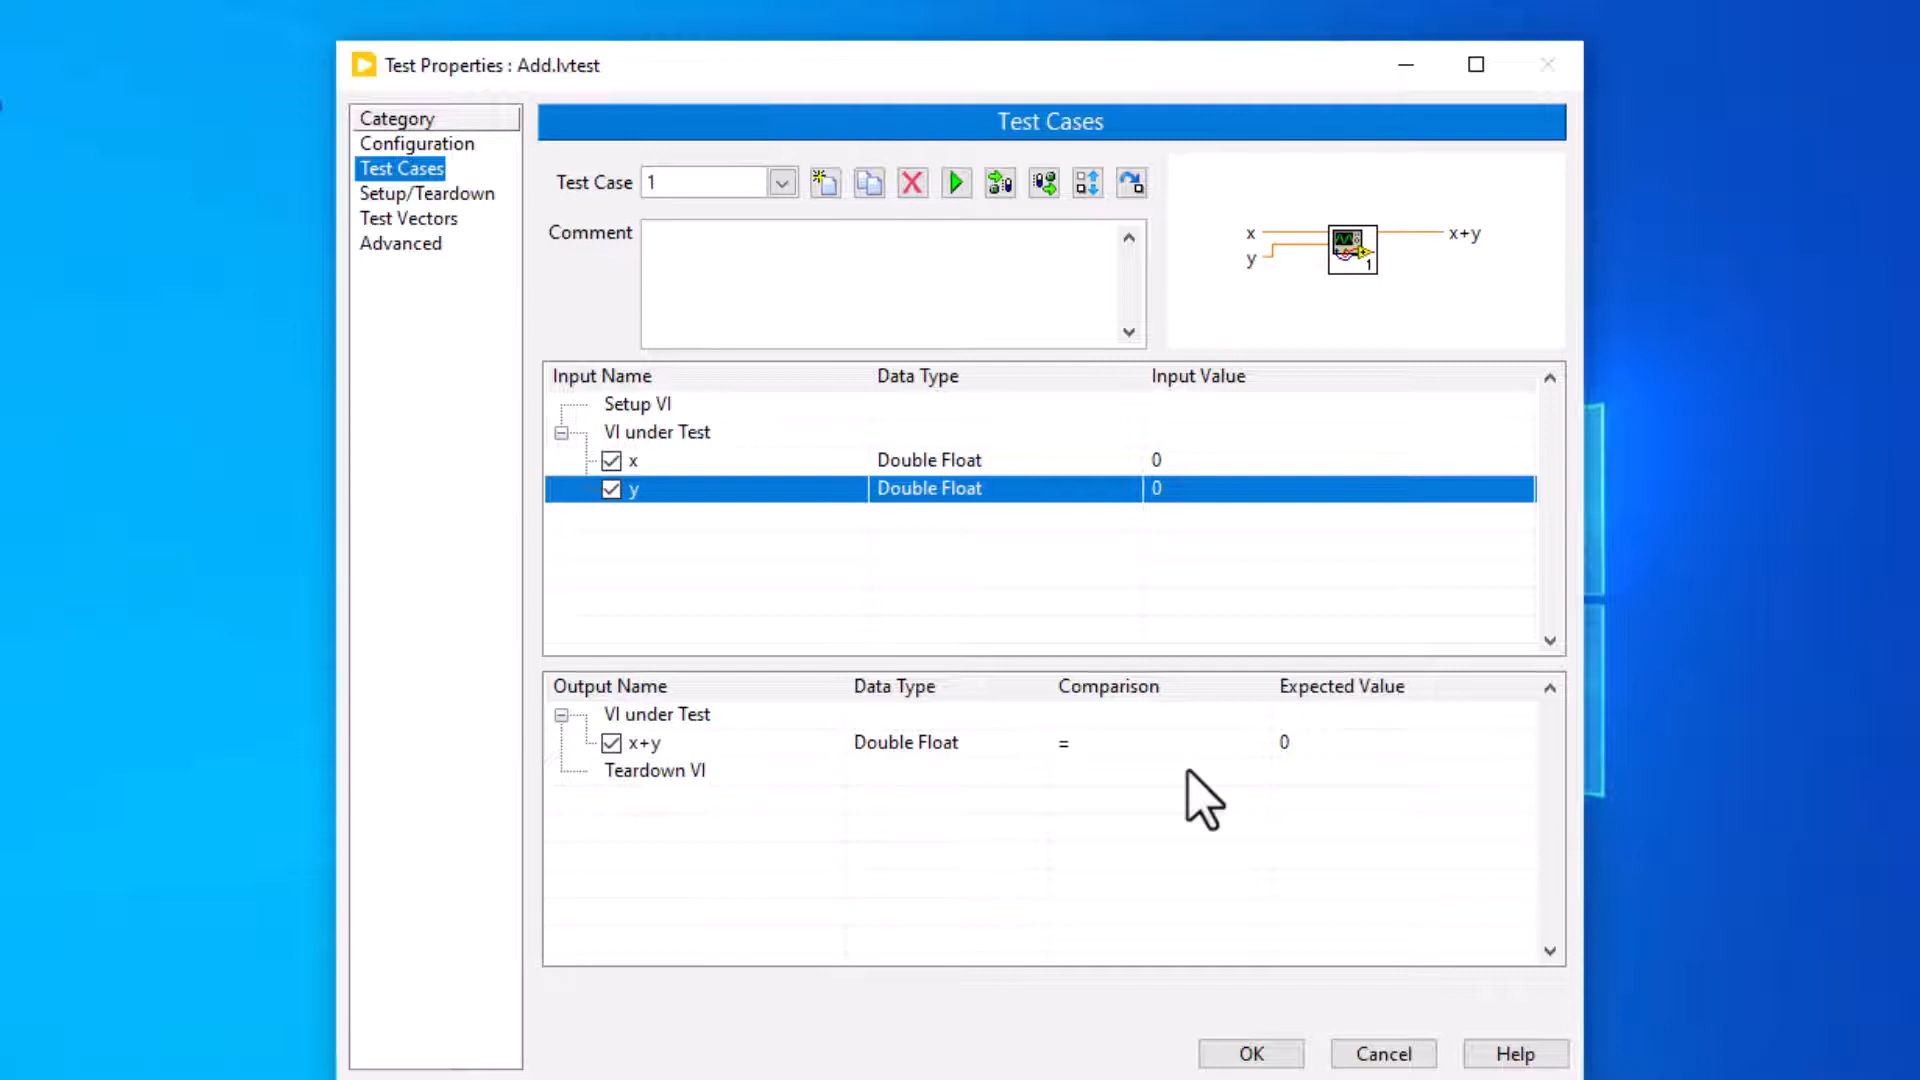 Test Properties : Add.lvtest
Category
Configuration
Test Cases
Setup/Teardown
Test Vectors
Advanced
Test Cases
Test Case 1
Comment
x
y
x+y
1
Input Name Data Type Input Value
Setup VI
VI under Test
x Double Float 0
y Double Float 0
Output Name Data Type Comparison Expected Value
VI under Test
x+y Double Float = 0
Teardown VI
OK Cancel Help